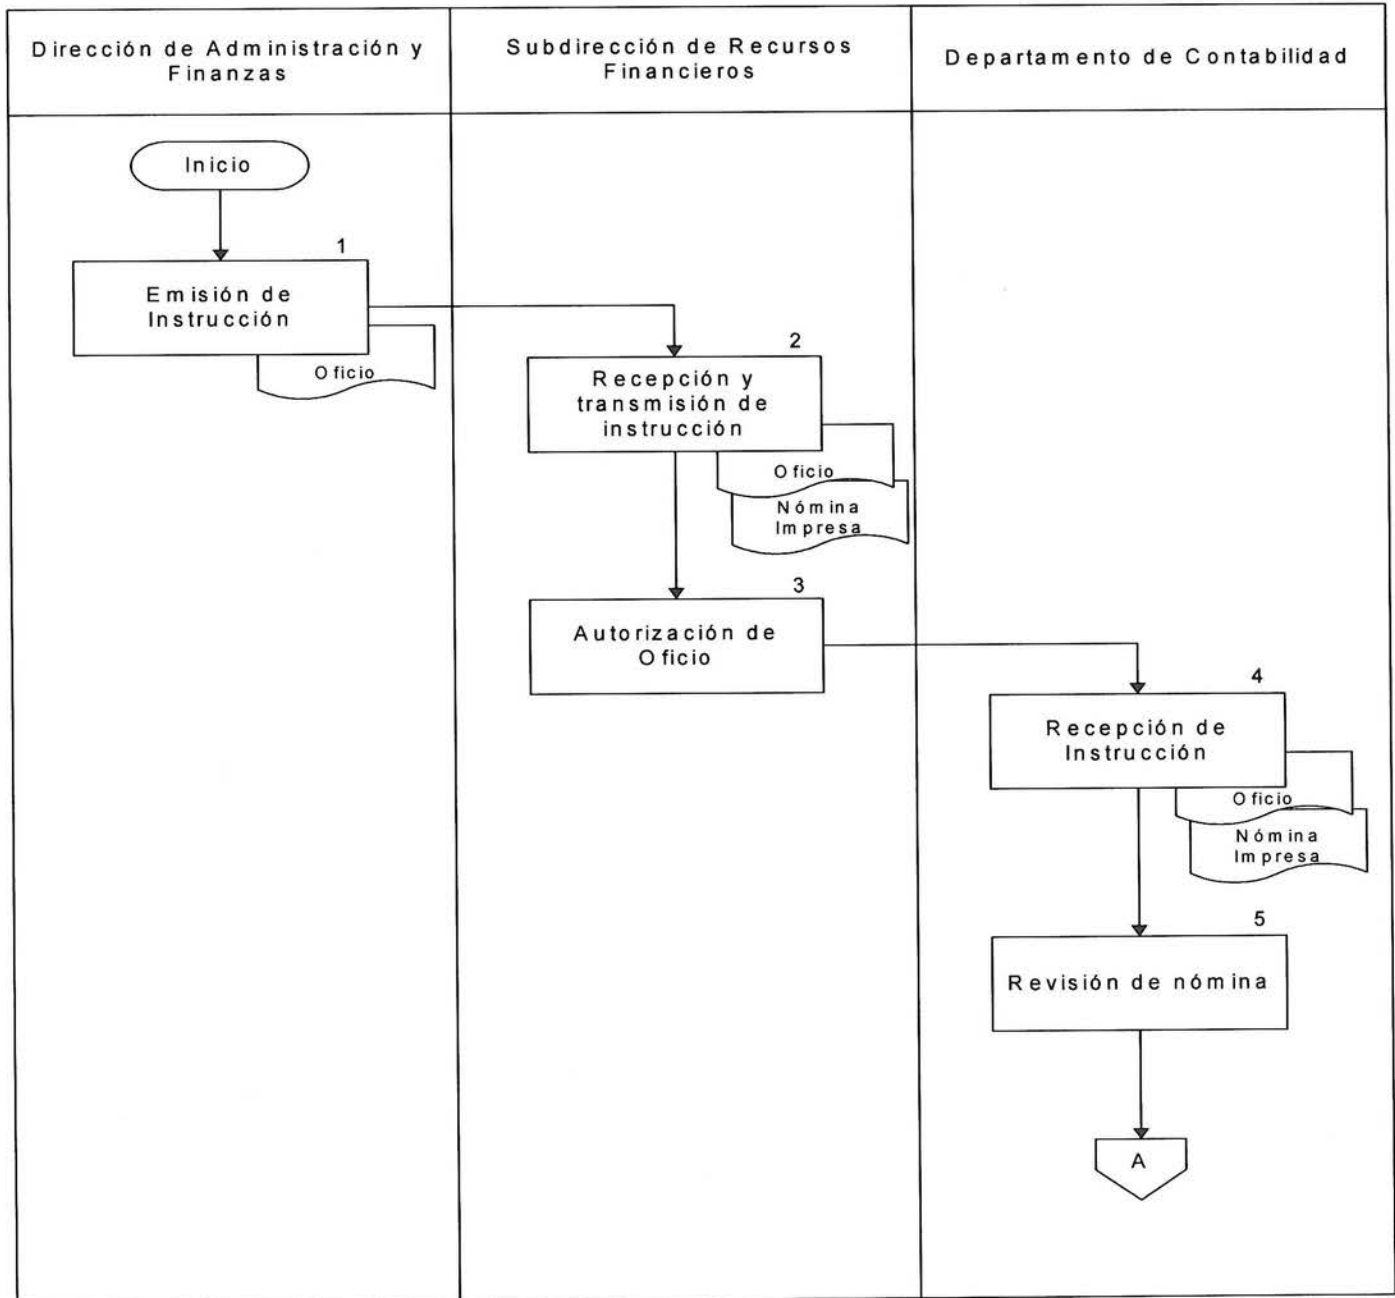 Dirección de Administración y
Finanzas
Subdirección de Recursos
Financieros
Departamento de Contabilidad
Inicio
1
Emisión de
Instrucción
Oficio
2
Recepción y
transmisión de
instrucción
Oficio
Nómina
Impresa
3
Autorización de
Oficio
4
Recepción de
Instrucción
Oficio
Nómina
Impresa
5
Revisión de nómina
A